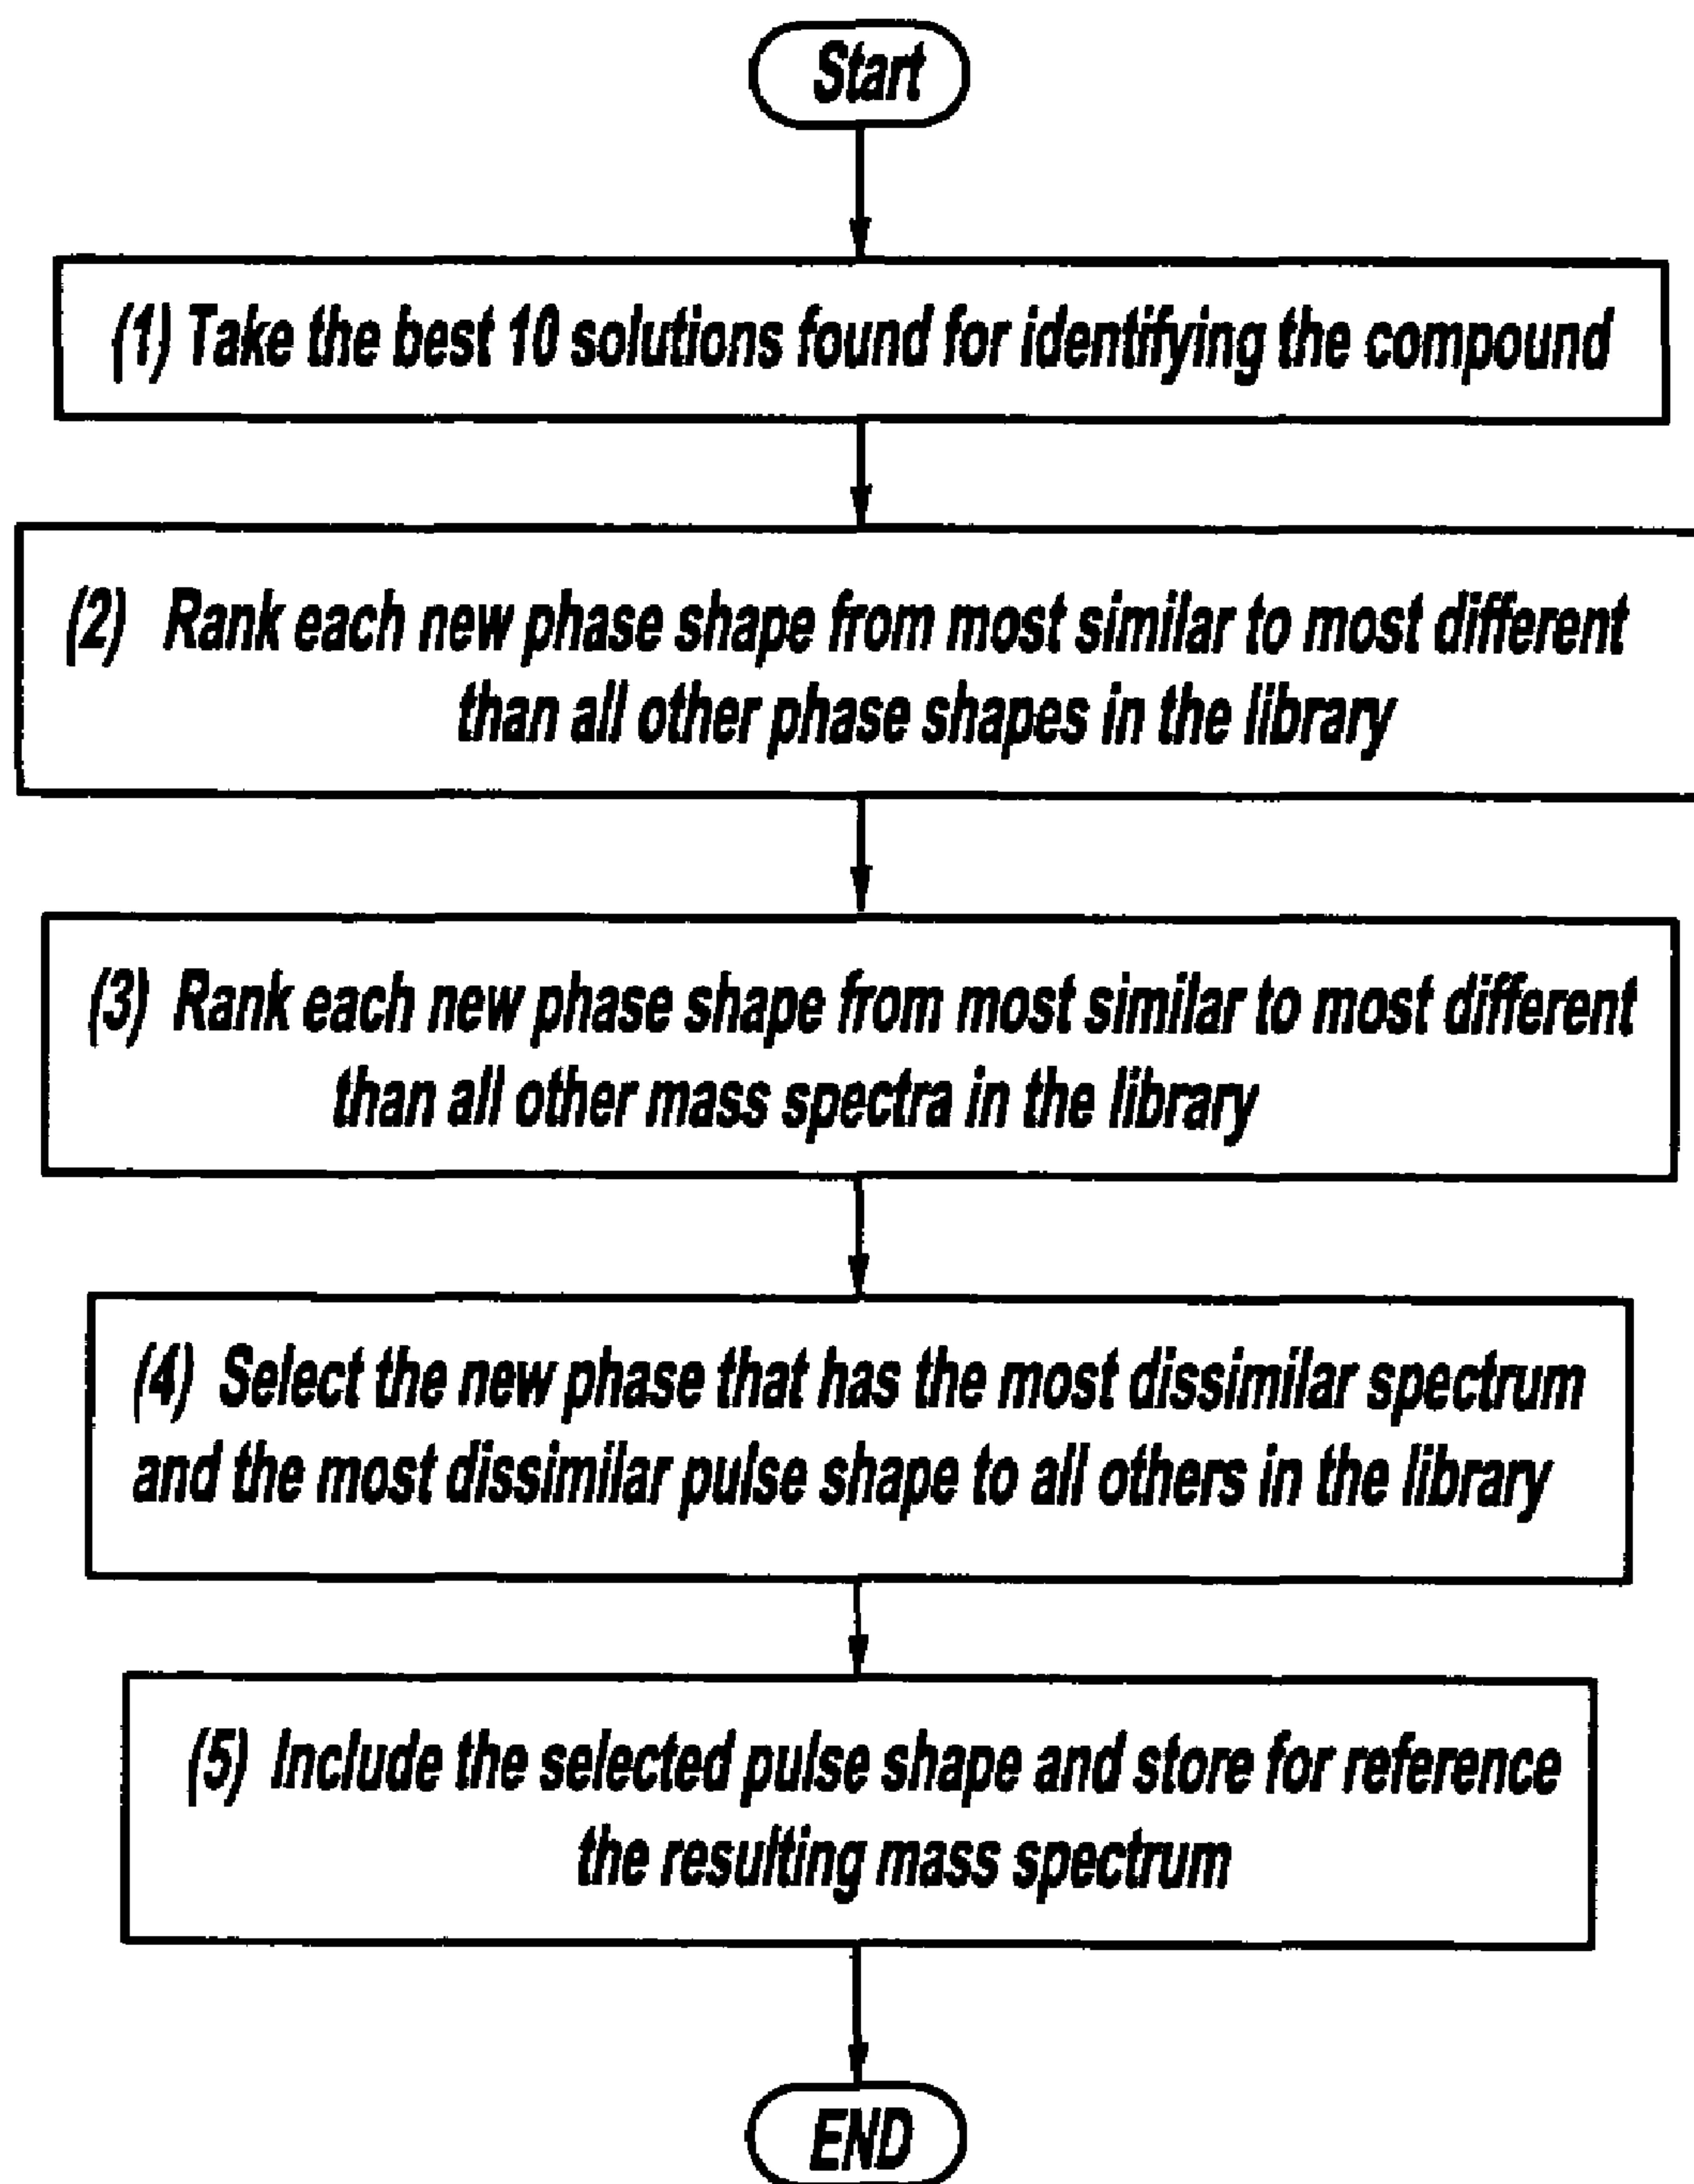 Start
(1) Take the best 10 solutions found for identifying the compound
(2) Rank each new phase shape from most similar to most different
than all other phase shapes in the library
(3) Rank each new phase shape from most similar to most different
than all other mass spectra in the library
(4) Select the new phase that has the most dissimilar spectrum
and the most dissimilar pulse shape to all others in the library
(5) Include the selected pulse shape and store for reference
the resulting mass spectrum
END